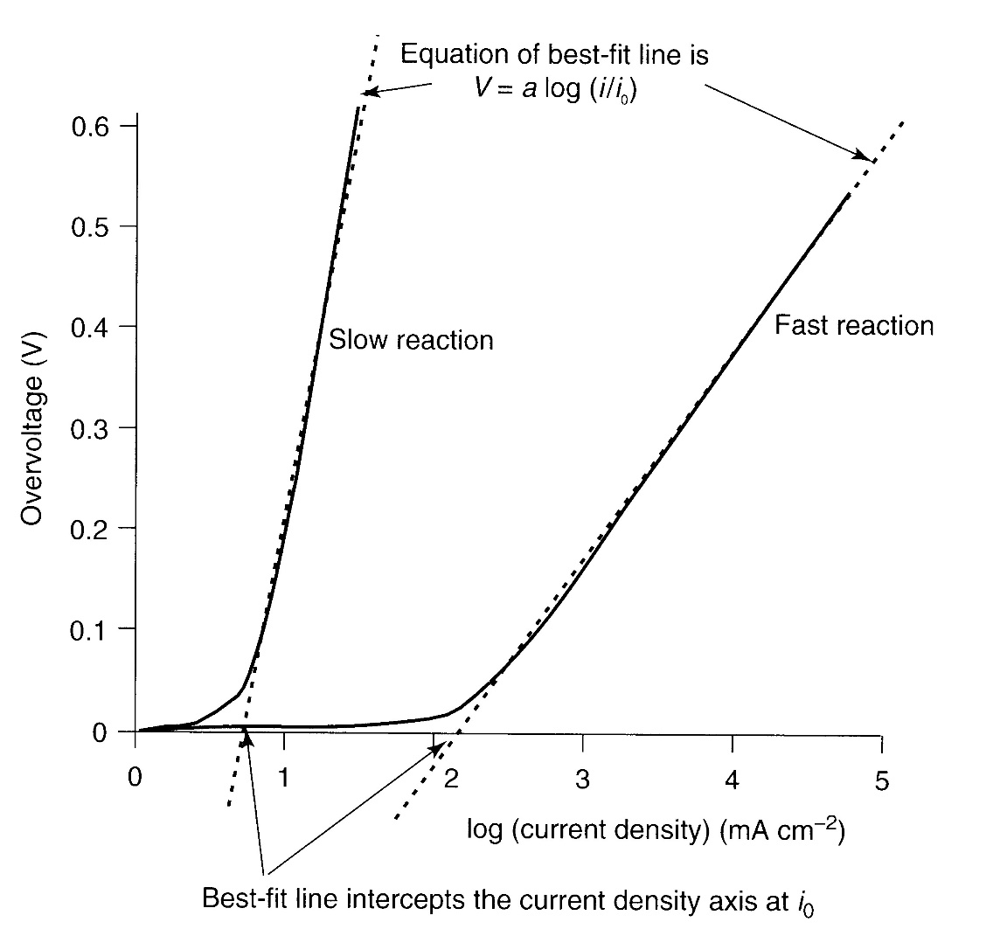 Equation of best-fit line is
V = a log (i/i₀)
0.6
0.5
0.4
0.3
0.2
0.1
0
Overvoltage (V)
Slow reaction
Fast reaction
0 1 2 3 4 5
log (current density) (mA cm⁻²)
Best-fit line intercepts the current density axis at i₀